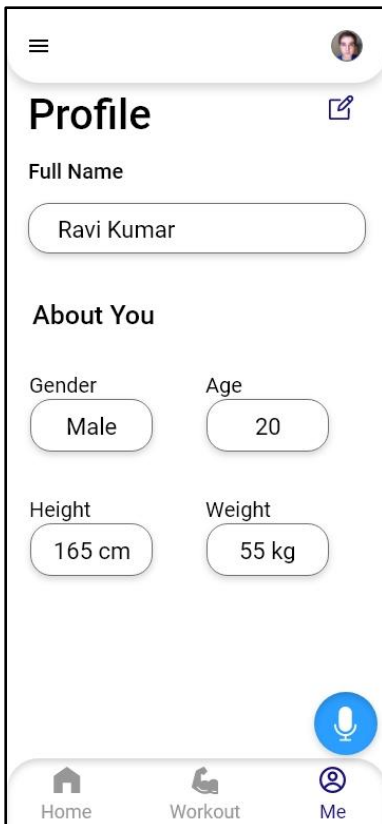 Profile
Full Name
Ravi Kumar
About You
Gender Age
Male 20
Height Weight
165 cm 55 kg
Home Workout Me